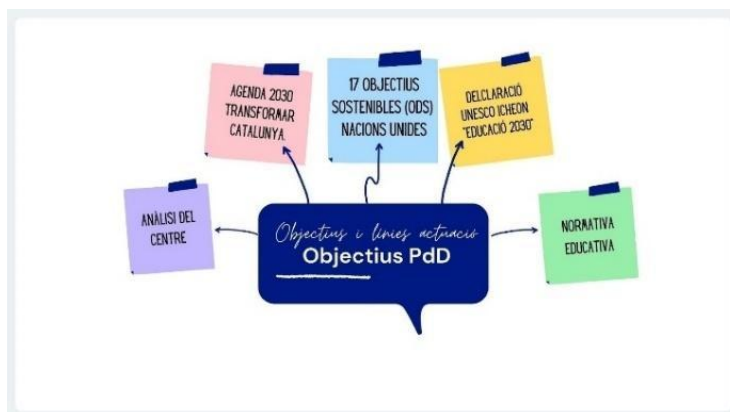 AGENDA 2030
TRANSFORMAR
CATALUNYA.
17 OBJECTIUS
SOSTENIBLES (ODS)
NACIONS UNIDES
DELCLARACIÓ
UNESCO ICHEON
"EDUCACIÓ 2030"
ANÀLISI DEL
CENTRE
Objectius i línies actuació
Objectius PdD
NORMATIVA
EDUCATIVA